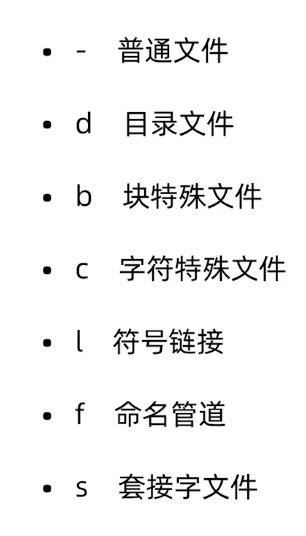 • - 普通文件
• d 目录文件
• b 块特殊文件
• c 字符特殊文件
• l 符号链接
• f 命名管道
• s 套接字文件